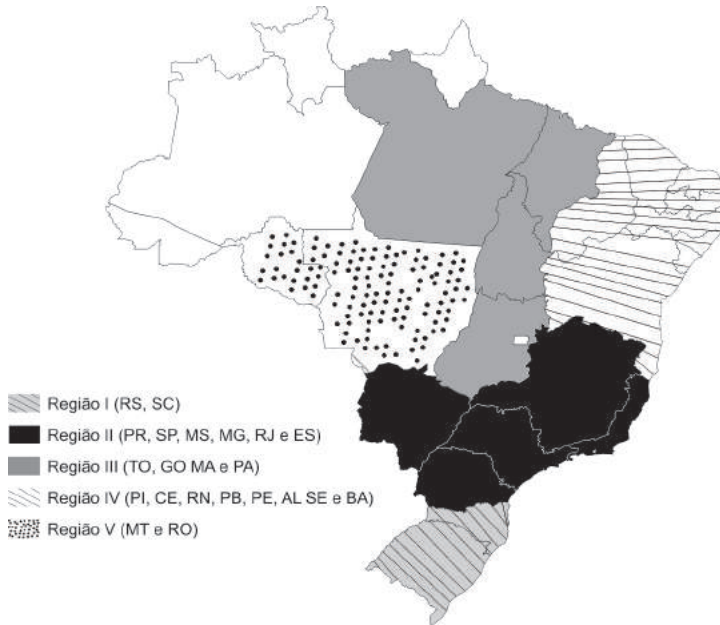 Região I (RS, SC)
Região II (PR, SP, MS, MG, RJ e ES)
Região III (TO, GO MA e PA)
Região IV (PI, CE, RN, PB, PE, AL SE e BA)
Região V (MT e RO)